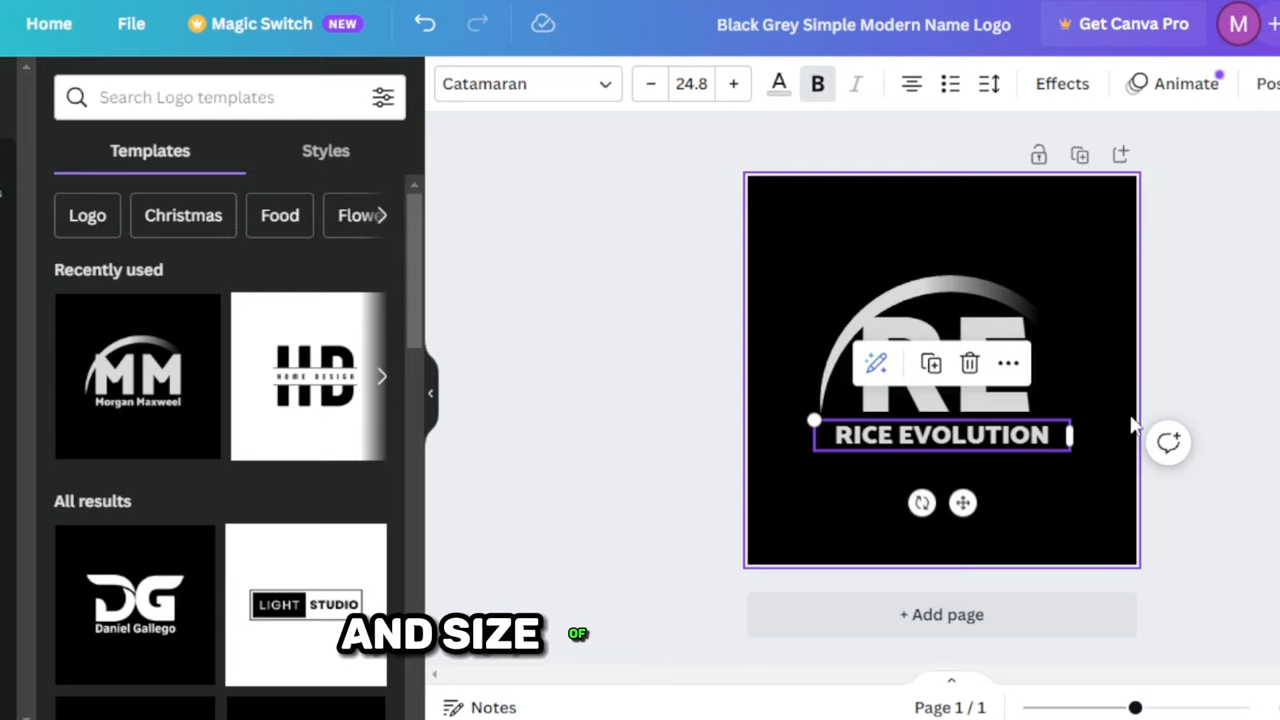 Home File Magic Switch NEW Black Grey Simple Modern Name Logo Get Canva Pro M
Search Logo templates
Catamaran - 24.8 + A B I Effects Animate
Templates Styles
Logo Christmas Food
Recently used
MM
Morgan Maxweel
HD
HOME DESIGN
All results
DG
Daniel Gallego
LIGHT STUDIO
RE
RICE EVOLUTION
+ Add page
AND SIZE OF
Notes Page 1 / 1